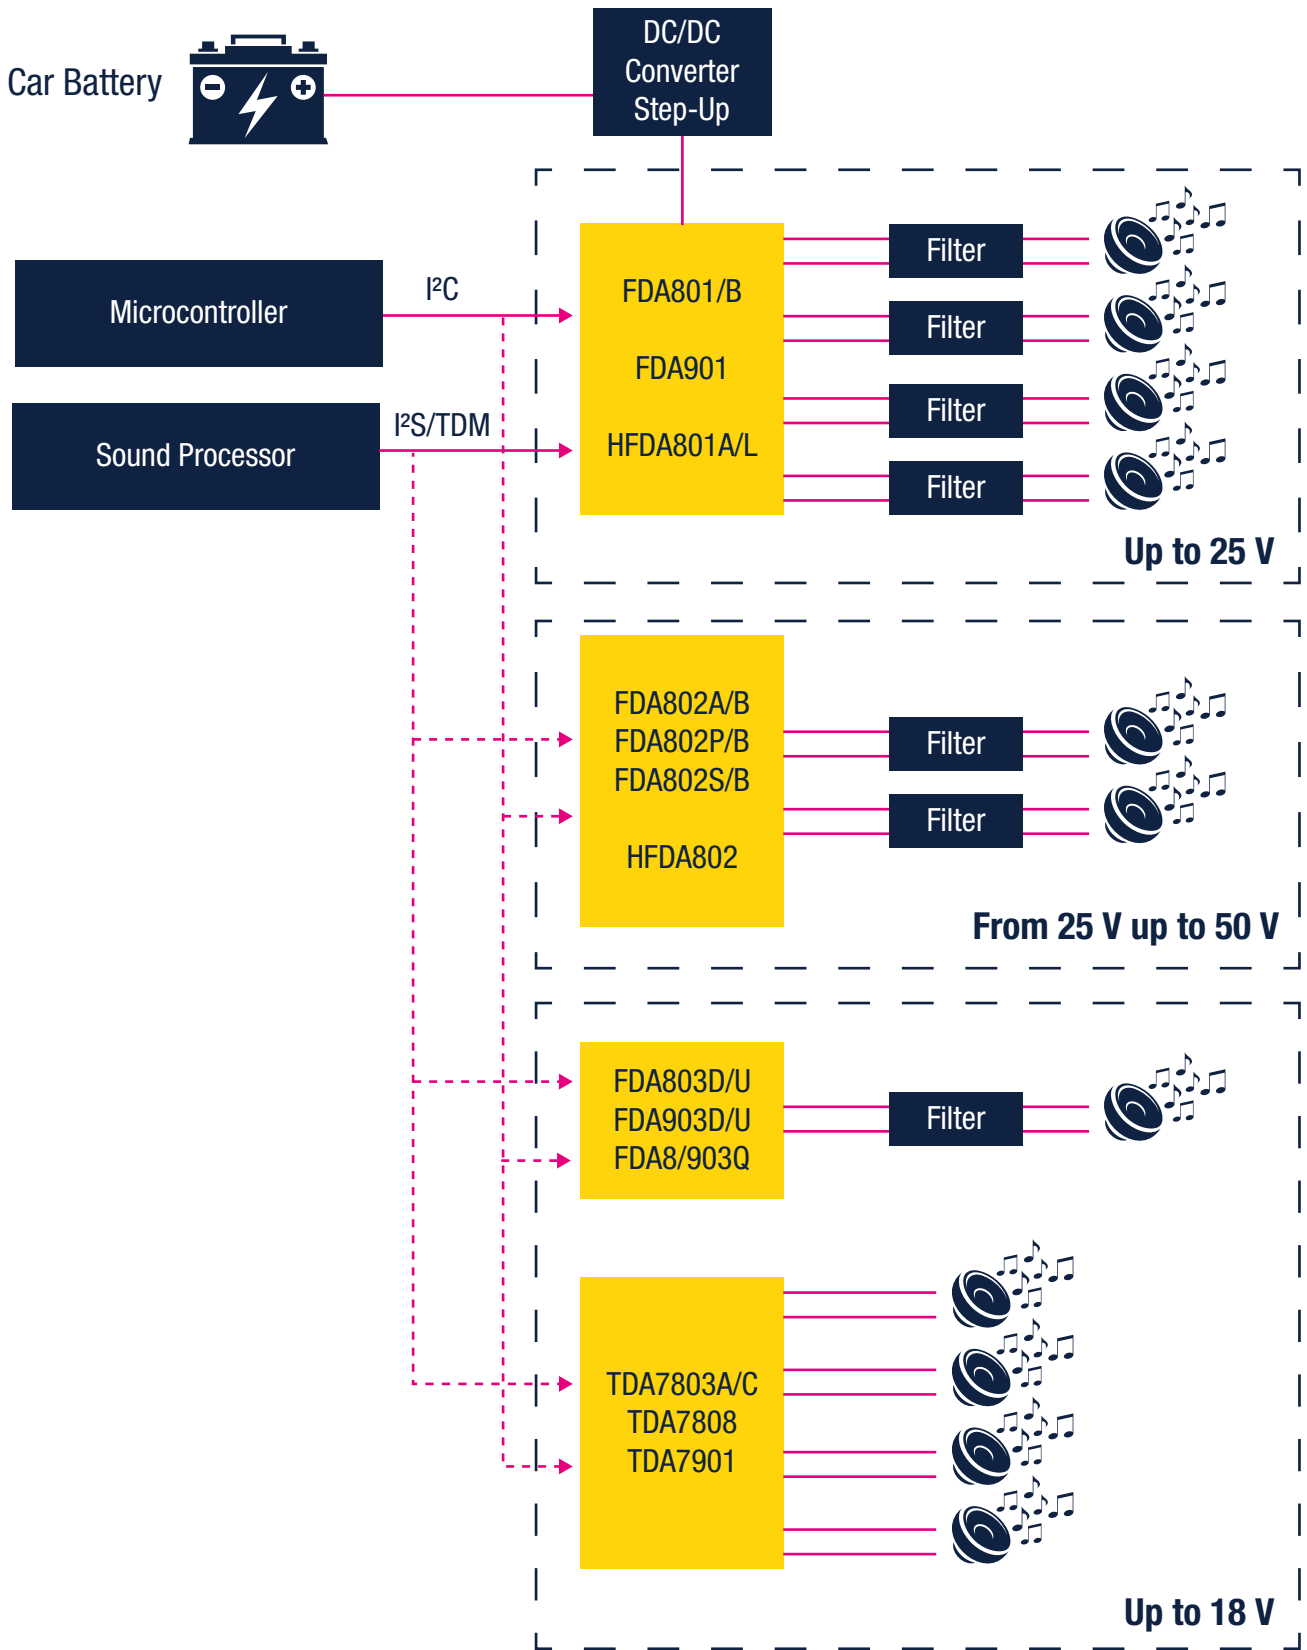 DC/DC
Converter
Step-Up
Car Battery
Microcontroller
I²C
Sound Processor
I²S/TDM
FDA801/B
FDA901
HFDA801A/L
Filter
Filter
Filter
Filter
Up to 25 V
FDA802A/B
FDA802P/B
FDA802S/B
HFDA802
Filter
Filter
From 25 V up to 50 V
FDA803D/U
FDA903D/U
FDA8/903Q
Filter
TDA7803A/C
TDA7808
TDA7901
Up to 18 V